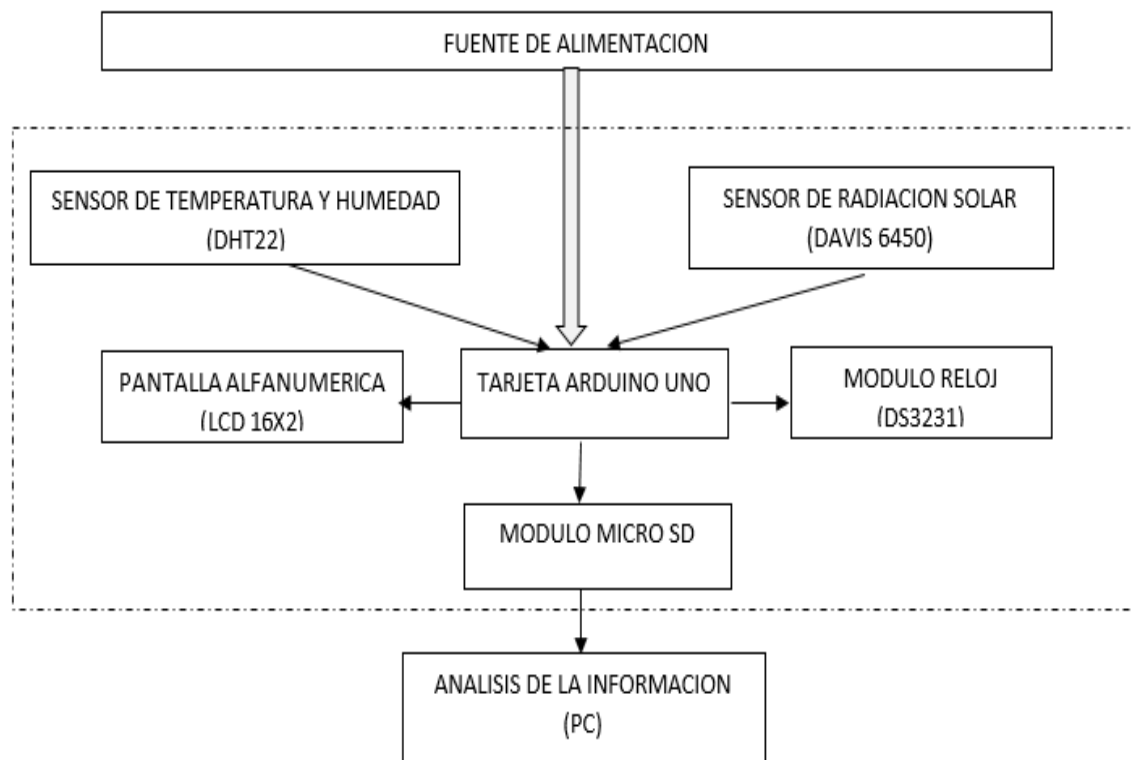 FUENTE DE ALIMENTACION
SENSOR DE TEMPERATURA Y HUMEDAD
(DHT22)
SENSOR DE RADIACION SOLAR
(DAVIS 6450)
PANTALLA ALFANUMERICA
(LCD 16X2)
TARJETA ARDUINO UNO
MODULO RELOJ
(DS3231)
MODULO MICRO SD
ANALISIS DE LA INFORMACION
(PC)